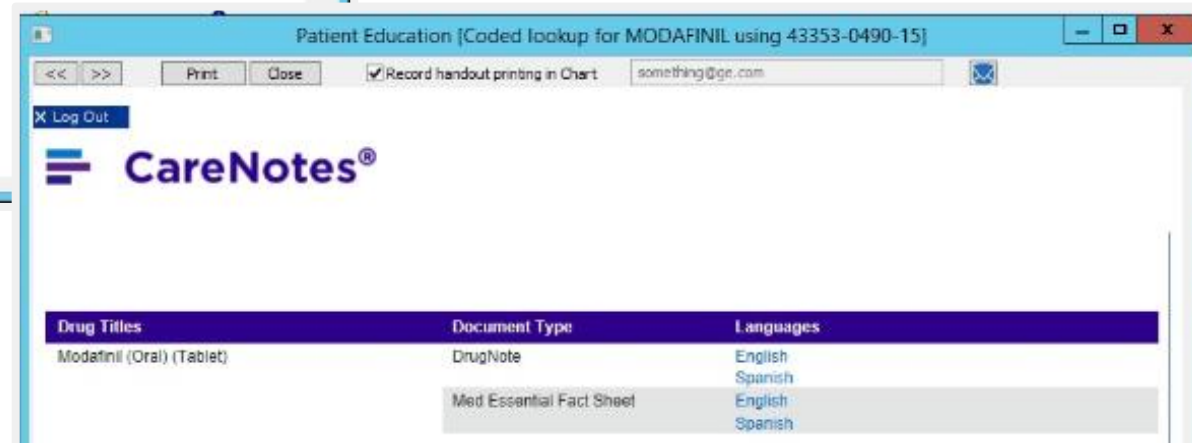 Patient Education [Coded lookup for MODAFINIL using 43353-0490-15]
<< >> Print Close Record handout printing in Chart something@ge.com
X Log Out
CareNotes®
Drug Titles Document Type Languages
Modafinil (Oral) (Tablet) DrugNote English
Spanish
Med Essential Fact Sheet English
Spanish